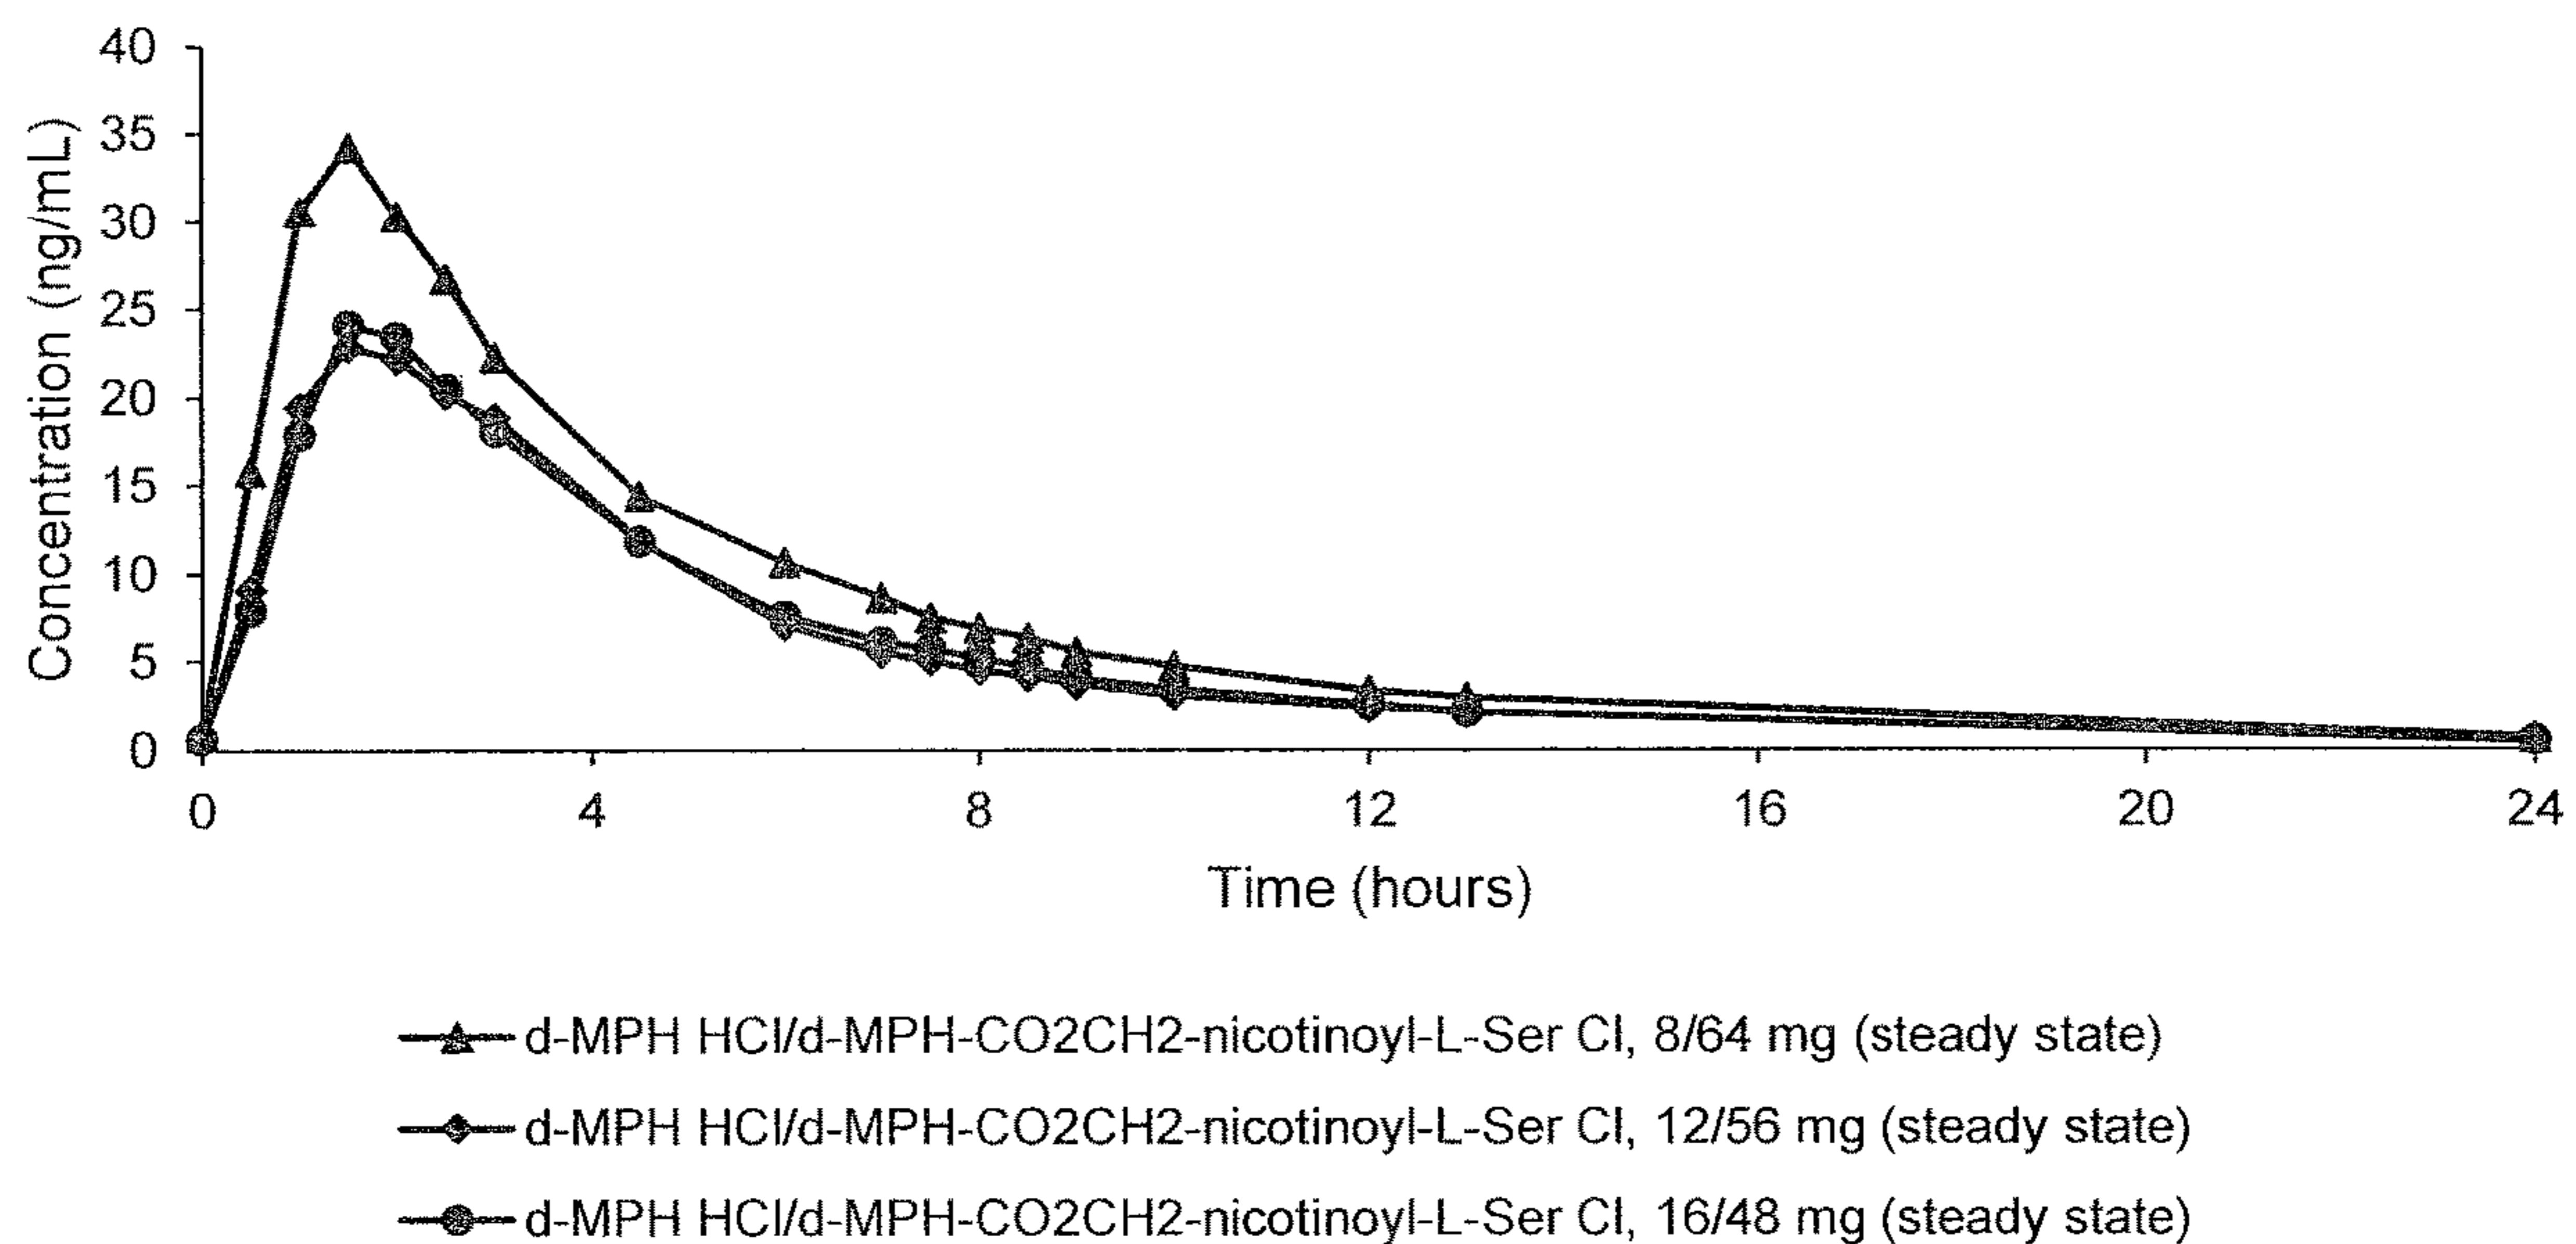 40
35
30
25
20
15
10
5
0
Concentration (ng/mL)
0 4 8 12 16 20 24
Time (hours)
d-MPH HCl/d-MPH-CO2CH2-nicotinoyl-L-Ser Cl, 8/64 mg (steady state)
d-MPH HCl/d-MPH-CO2CH2-nicotinoyl-L-Ser Cl, 12/56 mg (steady state)
d-MPH HCl/d-MPH-CO2CH2-nicotinoyl-L-Ser Cl, 16/48 mg (steady state)